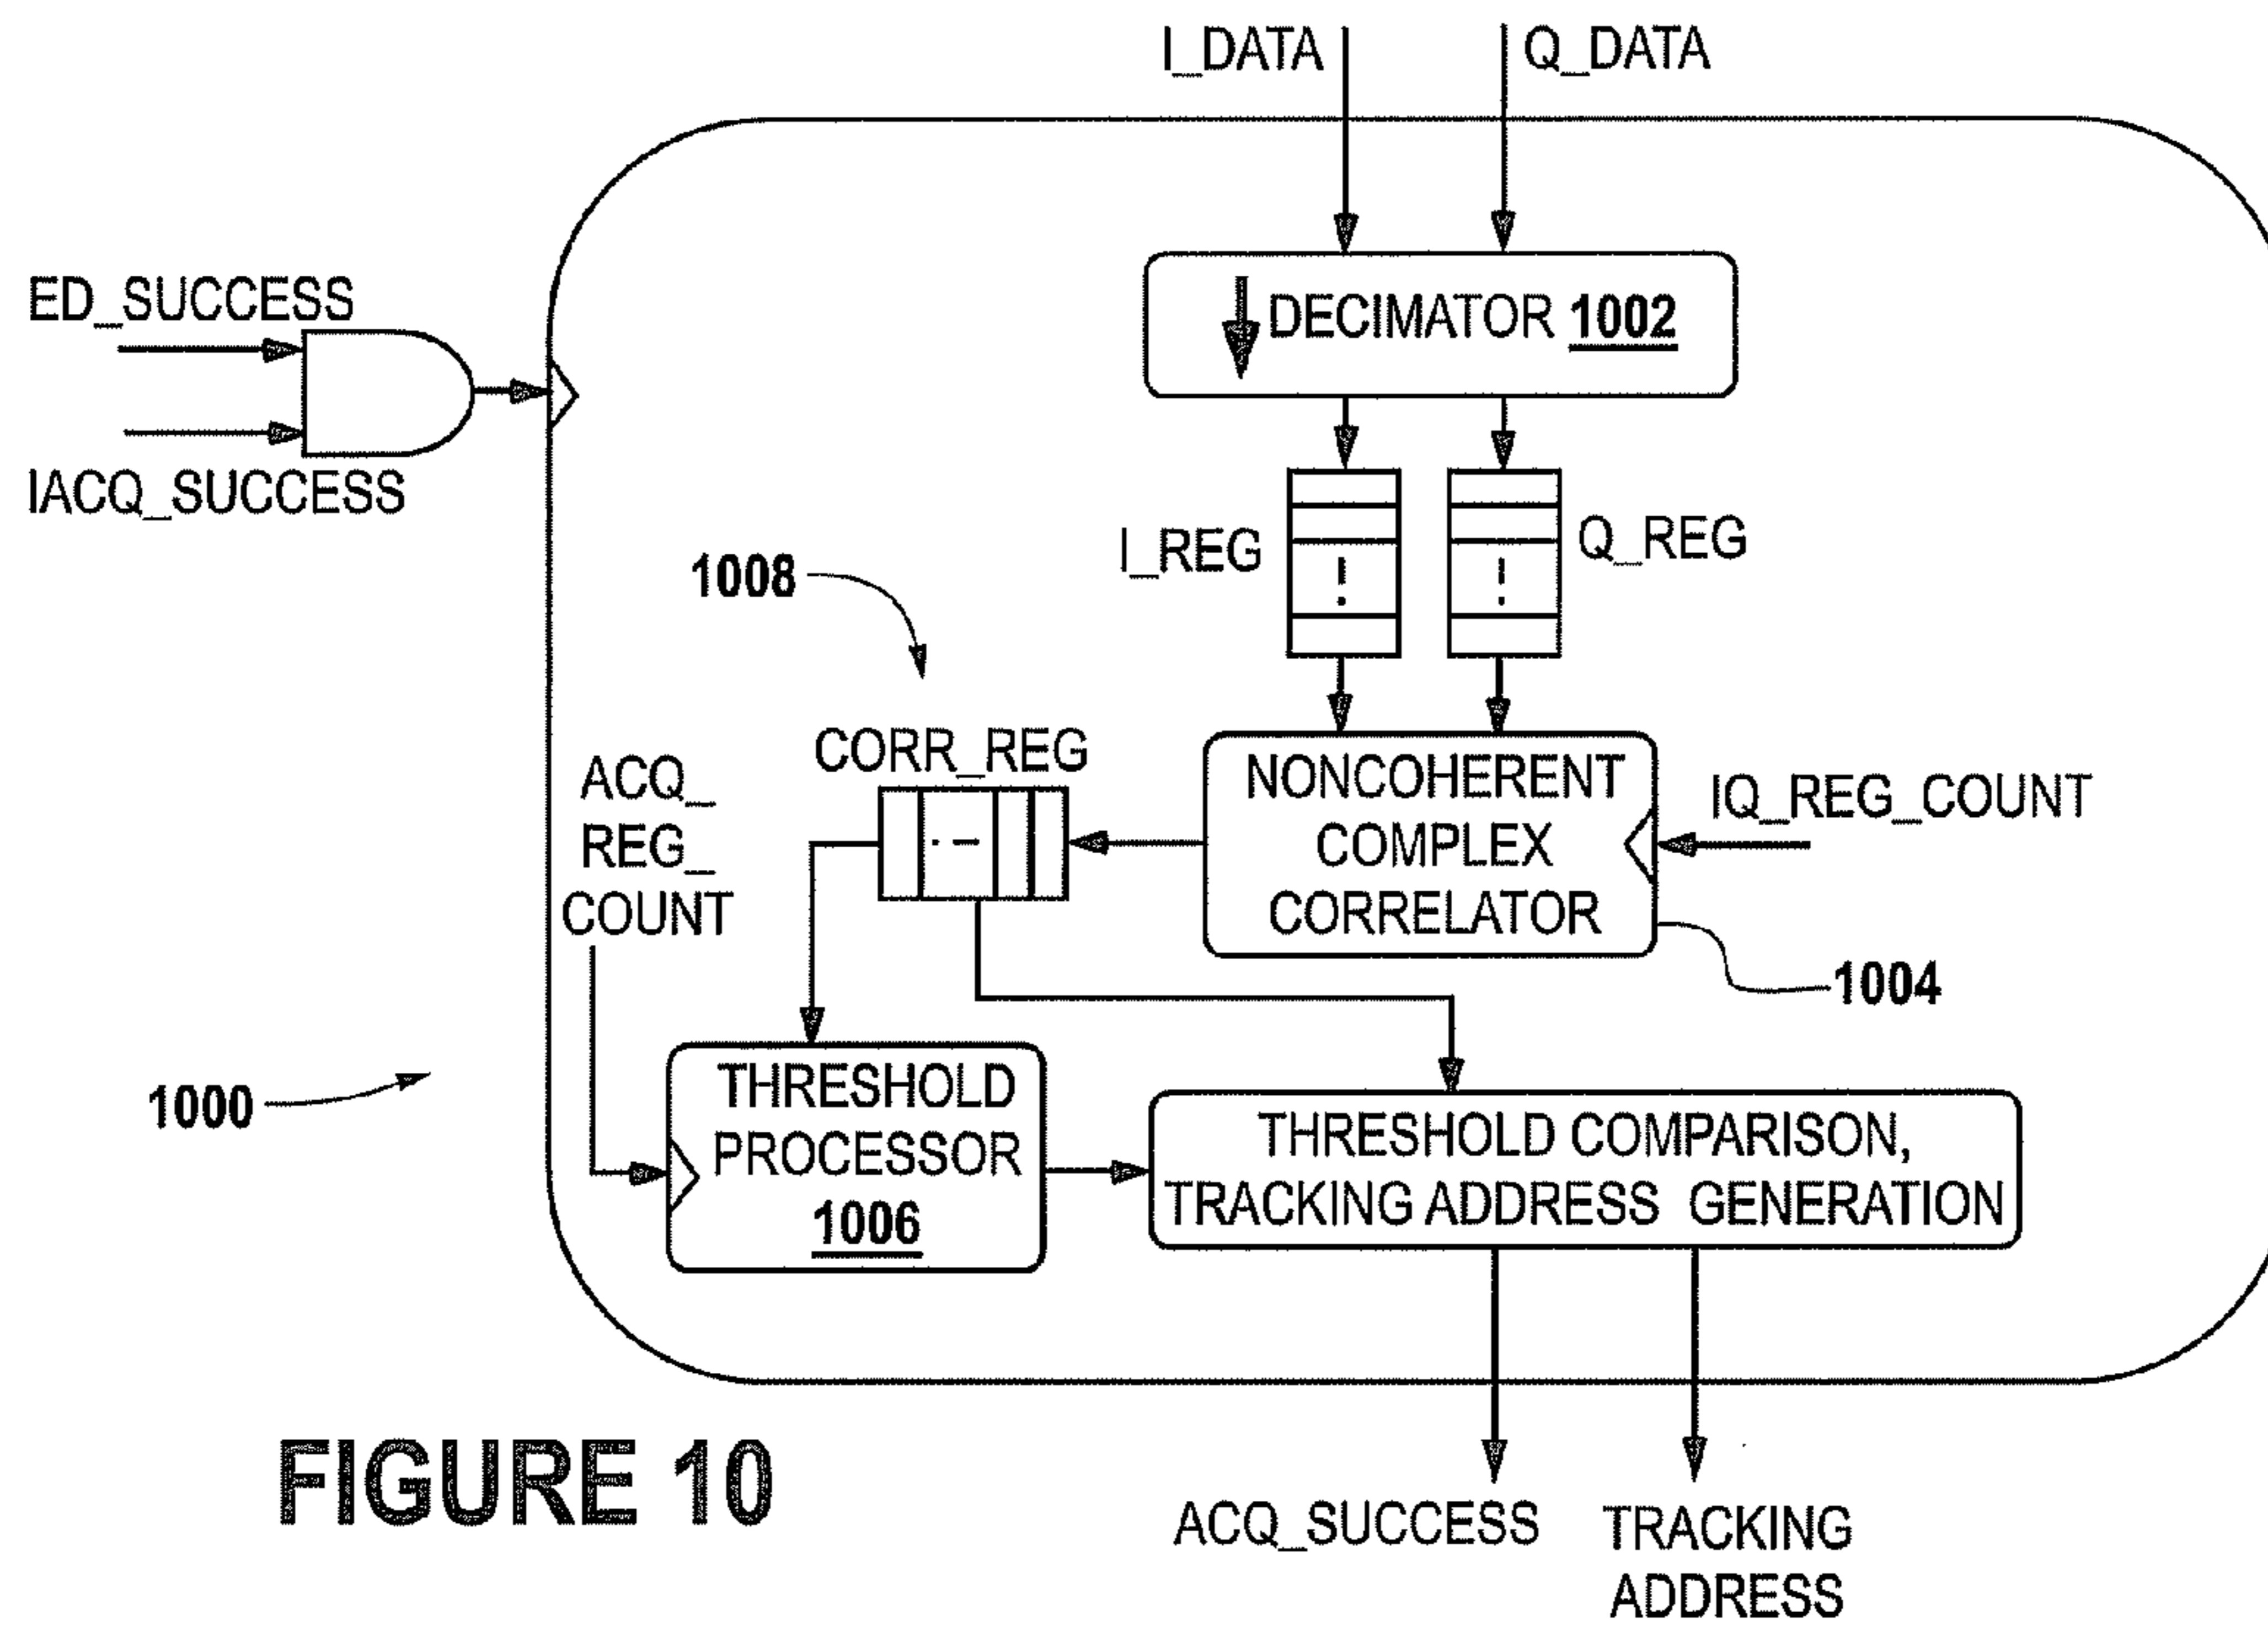 I_DATA
Q_DATA
ED_SUCCESS
DECIMATOR 1002
IACQ_SUCCESS
I_REG
Q_REG
1008
CORR_REG
ACQ_
REG_
COUNT
NONCOHERENT
COMPLEX
CORRELATOR
IQ_REG_COUNT
1004
1000
THRESHOLD
PROCESSOR
1006
THRESHOLD COMPARISON,
TRACKING ADDRESS GENERATION
FIGURE 10
ACQ_SUCCESS
TRACKING
ADDRESS